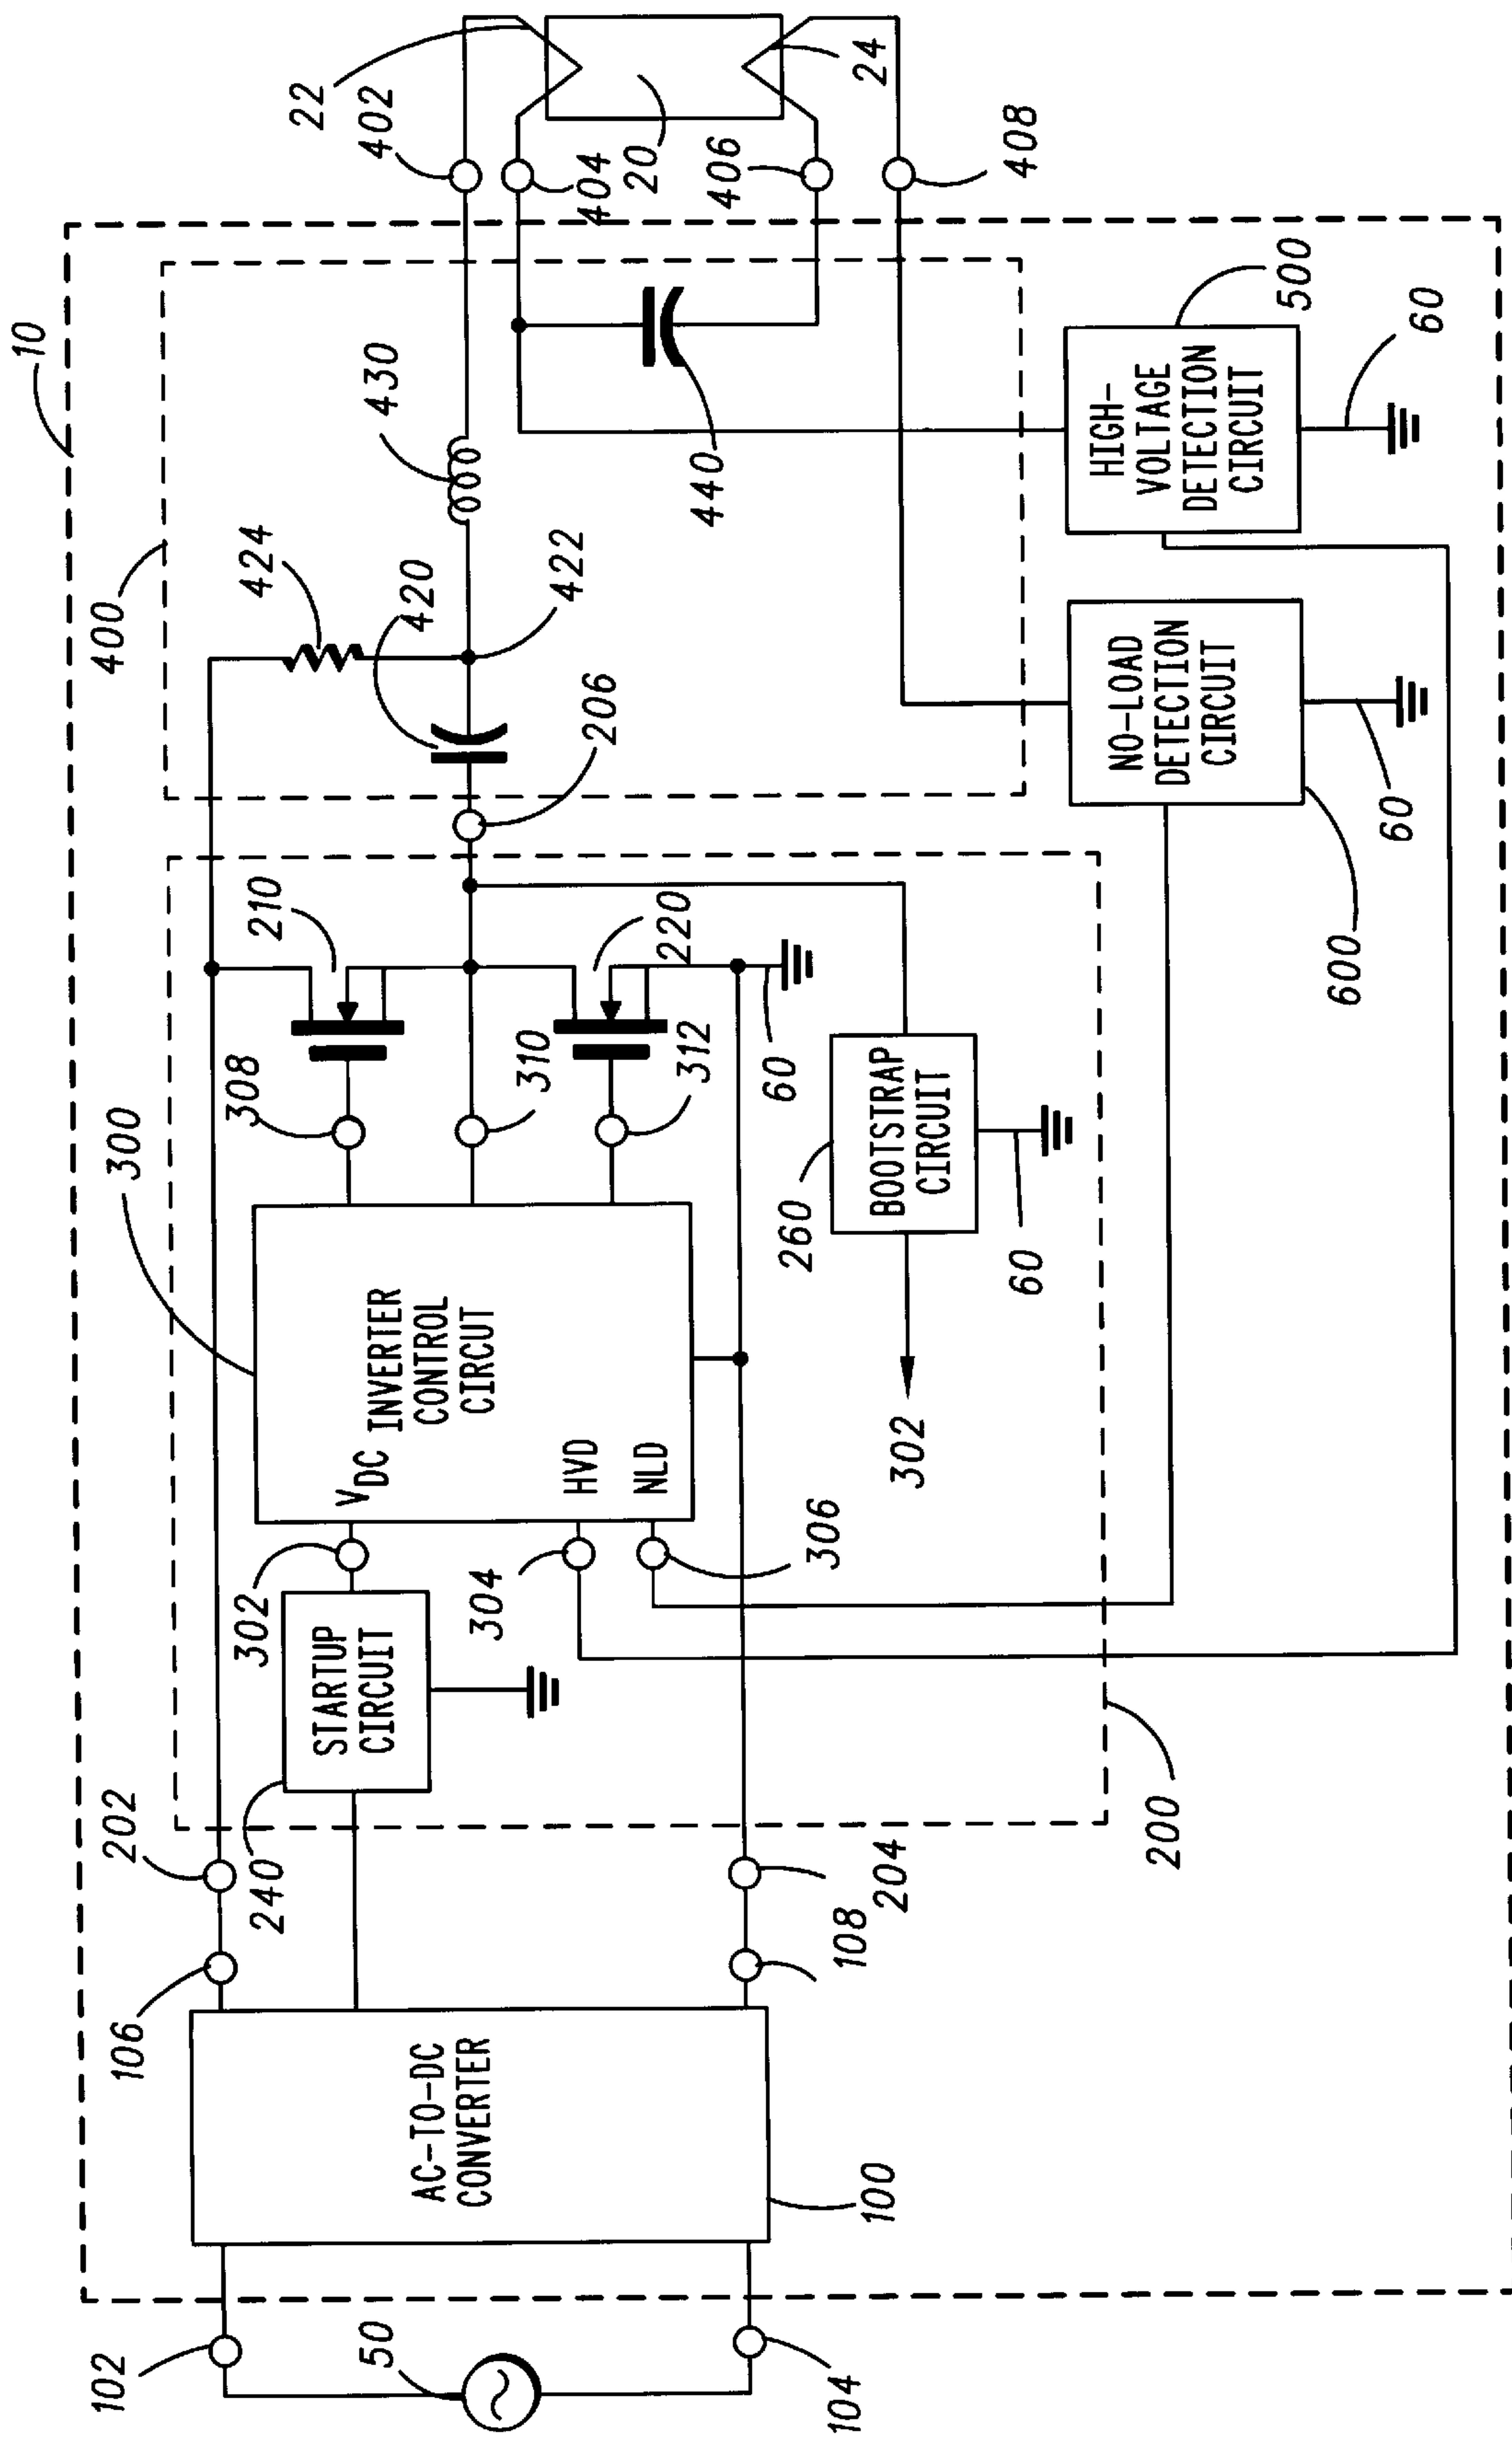 10
400
424
420
422
430
440
22
402
404
20
406
24
408
300
308
210
310
220
312
60
206
INVERTER
CONTROL
CIRCUT
VDC
HVD
NLD
302
304
306
STARTUP
CIRCUIT
240
BOOTSTRAP
CIRCUIT
260
60
302
200
NO-LOAD
DETECTION
CIRCUIT
600
60
HIGH-
VOLTAGE
DETECTION
CIRCUIT
500
60
202
106
204
108
AC-TO-DC
CONVERTER
100
102
50
104